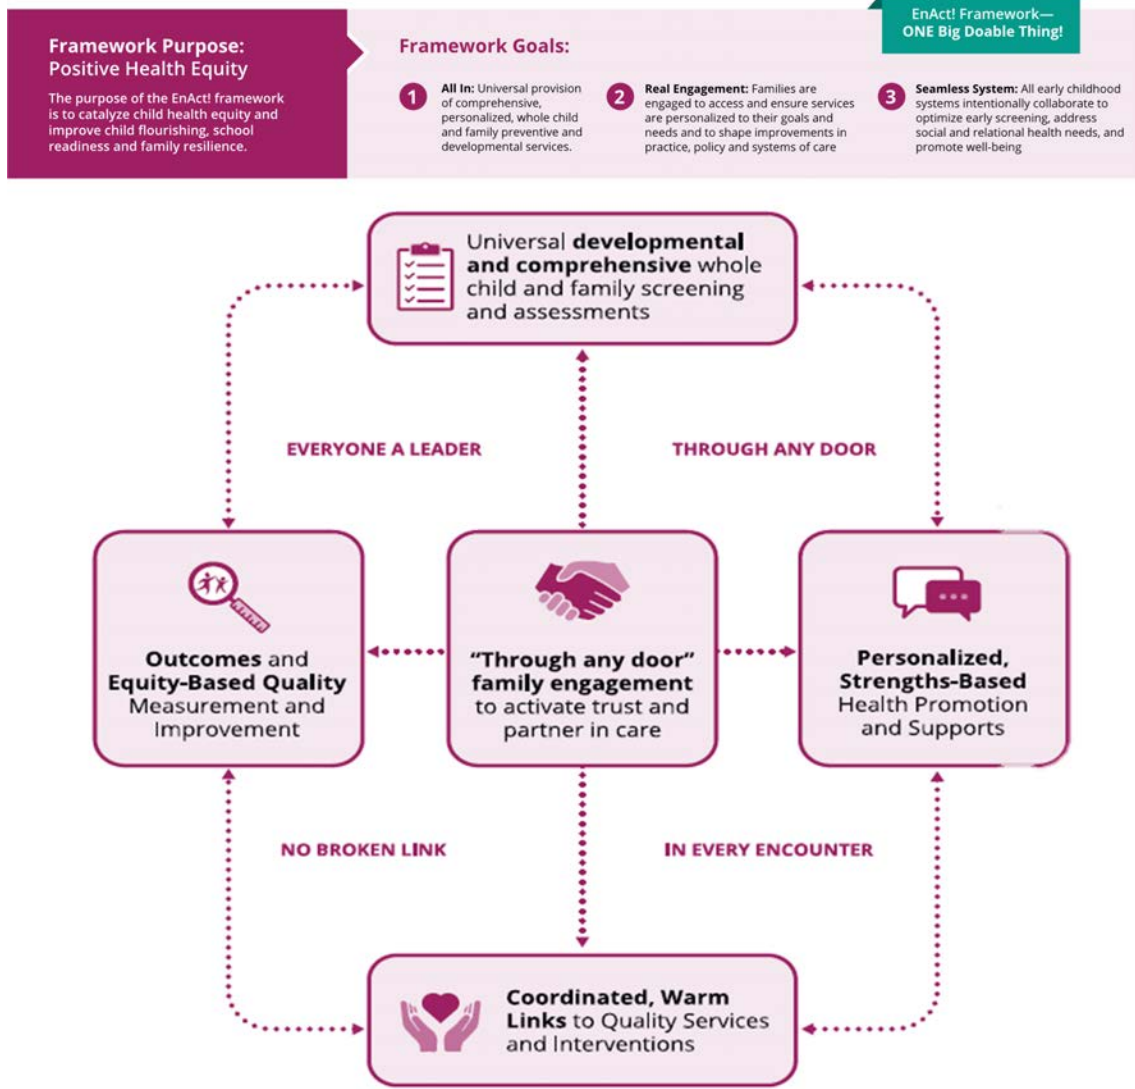 EnAct! Framework—
ONE Big Doable Thing!
Framework Purpose:
Positive Health Equity
The purpose of the EnAct! framework
is to catalyze child health equity and
improve child flourishing, school
readiness and family resilience.
Framework Goals:
1
All In: Universal provision
of comprehensive,
personalized, whole child
and family preventive and
developmental services.
2
Real Engagement: Families are
engaged to access and ensure services
are personalized to their goals and
needs and to shape improvements in
practice, policy and systems of care
3
Seamless System: All early childhood
systems intentionally collaborate to
optimize early screening, address
social and relational health needs, and
promote well-being
Universal developmental
and comprehensive whole
child and family screening
and assessments
EVERYONE A LEADER
THROUGH ANY DOOR
Outcomes and
Equity-Based Quality
Measurement and
Improvement
“Through any door”
family engagement
to activate trust and
partner in care
Personalized,
Strengths-Based
Health Promotion
and Supports
NO BROKEN LINK
IN EVERY ENCOUNTER
Coordinated, Warm
Links to Quality Services
and Interventions